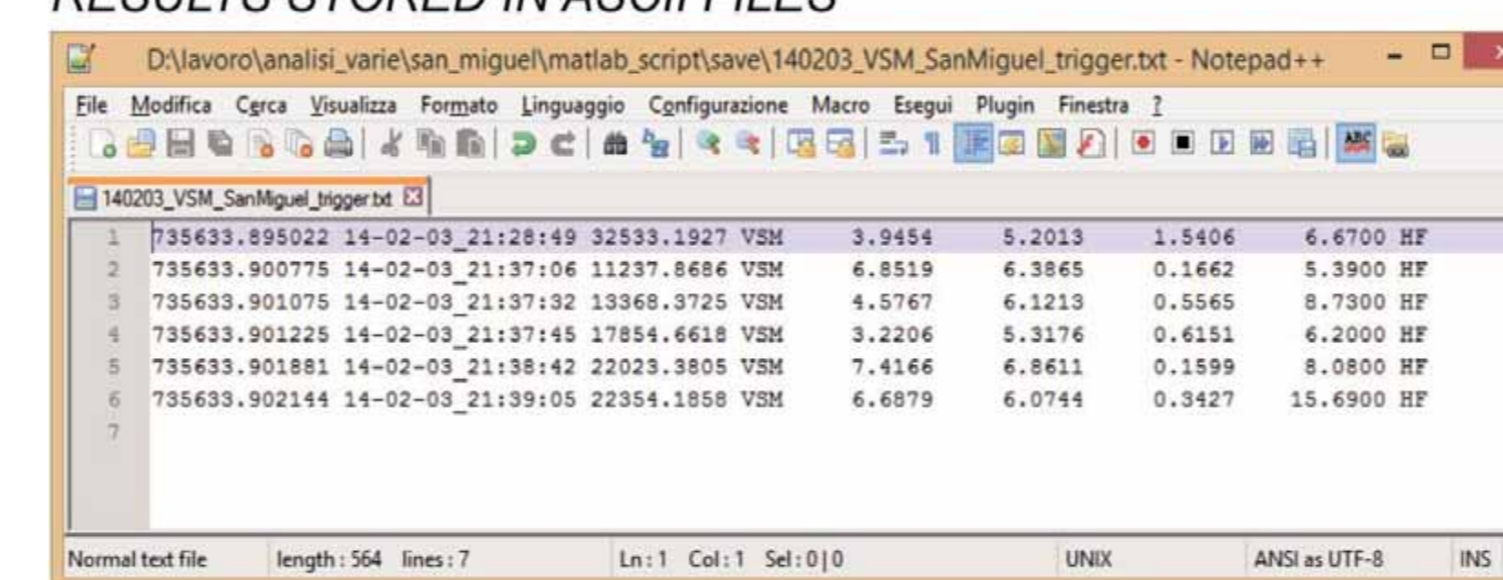 RESULTS STORED IN ASCII FILES
D:\lavoro\analisi_varie\san_miguel\matlab_script\save\140203_VSM_SanMiguel_trigger.txt - Notepad++
File Modifica Cerca Visualizza Formato Linguaggio Configurazione Macro Esegui Plugin Finestra ?
140203_VSM_SanMiguel_trigger.txt
1 735633.895022 14-02-03_21:28:49 32533.1927 VSM 3.9454 5.2013 1.5406 6.6700 HF
2 735633.900775 14-02-03_21:37:06 11237.8686 VSM 6.8519 6.3865 0.1662 5.3900 HF
3 735633.901075 14-02-03_21:37:32 13368.3725 VSM 4.5767 6.1213 0.5565 8.7300 HF
4 735633.901225 14-02-03_21:37:45 17854.6618 VSM 3.2206 5.3176 0.6151 6.2000 HF
5 735633.901881 14-02-03_21:38:42 22023.3805 VSM 7.4166 6.8611 0.1599 8.0800 HF
6 735633.902144 14-02-03_21:39:05 22354.1858 VSM 6.6879 6.0744 0.3427 15.6900 HF
7
Normal text file length : 564 lines : 7 Ln : 1 Col : 1 Sel : 0 | 0 UNIX ANSI as UTF-8 INS